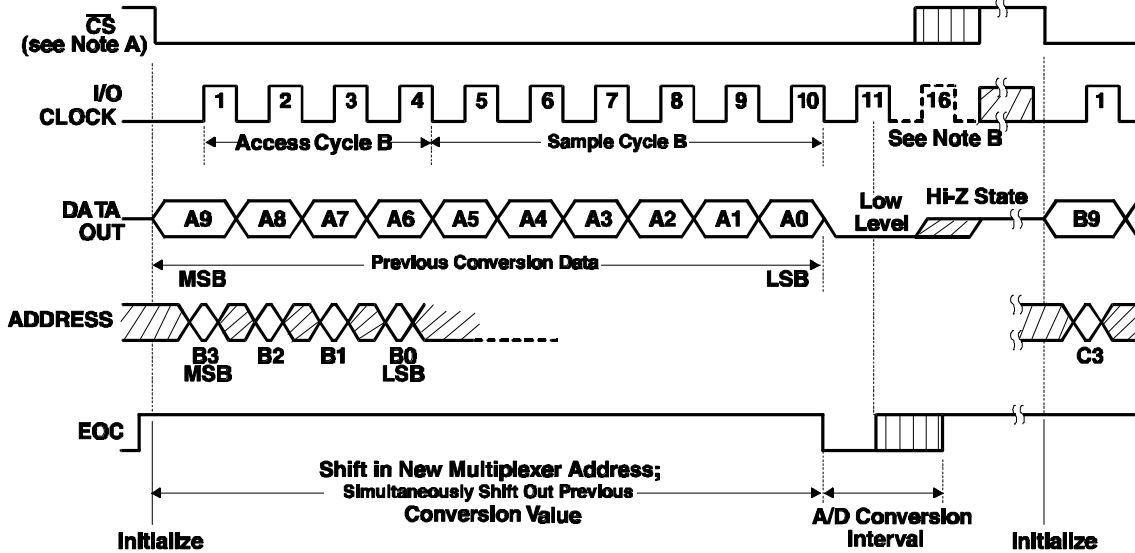 CS
(see Note A)
I/O
CLOCK
1 2 3 4 5 6 7 8 9 10 11 16 1
Access Cycle B
Sample Cycle B
See Note B
DATA
OUT
A9 A8 A7 A6 A5 A4 A3 A2 A1 A0
Low
Level
Hi-Z State
B9
Previous Conversion Data
MSB
LSB
ADDRESS
B3 B2 B1 B0
MSB LSB
C3
EOC
Shift in New Multiplexer Address;
Simultaneously Shift Out Previous
Conversion Value
A/D Conversion
Interval
Initialize
Initialize